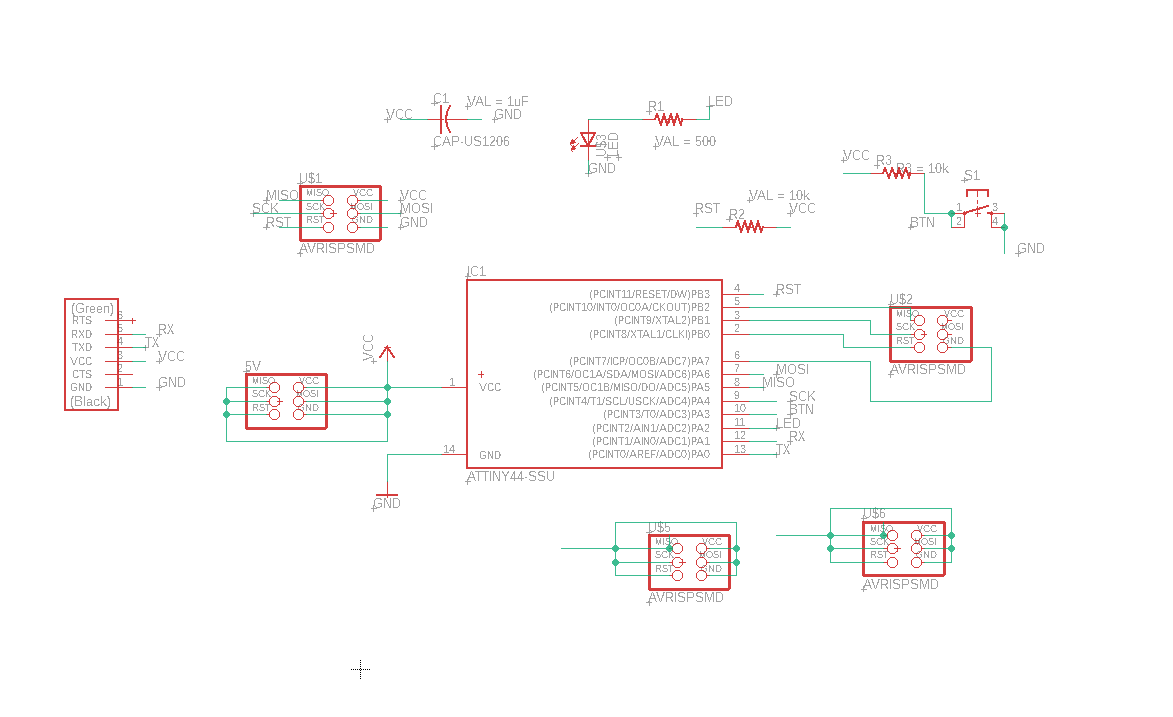 C1
VAL = 1uF
VCC
GND
CAP-US1206
R1
LED
VAL = 500
U$3
LED
GND
VCC
R3
R3 = 10k
S1
1
3
2
4
BTN
GND
VAL = 10k
RST
R2
VCC
U$1
MISO
MISO
VCC
VCC
SCK
SCK
MOSI
MOSI
RST
RST
GND
GND
AVRISPSMD
IC1
(PCINT11/RESET/DW)PB3
4
RST
(PCINT10/INT0/OC0A/CKOUT)PB2
5
(PCINT9/XTAL2)PB1
3
(PCINT8/XTAL1/CLKI)PB0
2
(PCINT7/ICP/OC0B/ADC7)PA7
6
(PCINT6/OC1A/SDA/MOSI/ADC6)PA6
7
MOSI
(PCINT5/OC1B/MISO/DO/ADC5)PA5
8
MISO
(PCINT4/T1/SCL/USCK/ADC4)PA4
9
SCK
(PCINT3/T0/ADC3)PA3
10
BTN
(PCINT2/AIN1/ADC2)PA2
11
LED
(PCINT1/AIN0/ADC1)PA1
12
RX
(PCINT0/AREF/ADC0)PA0
13
TX
1
VCC
14
GND
ATTINY44-SSU
VCC
GND
U$2
MISO
VCC
SCK
MOSI
RST
GND
AVRISPSMD
(Green)
RTS
6
RXD
5
RX
TXD
4
TX
VCC
3
VCC
CTS
2
GND
1
GND
(Black)
5V
MISO
VCC
SCK
MOSI
RST
GND
U$5
MISO
VCC
SCK
MOSI
RST
GND
AVRISPSMD
U$6
MISO
VCC
SCK
MOSI
RST
GND
AVRISPSMD